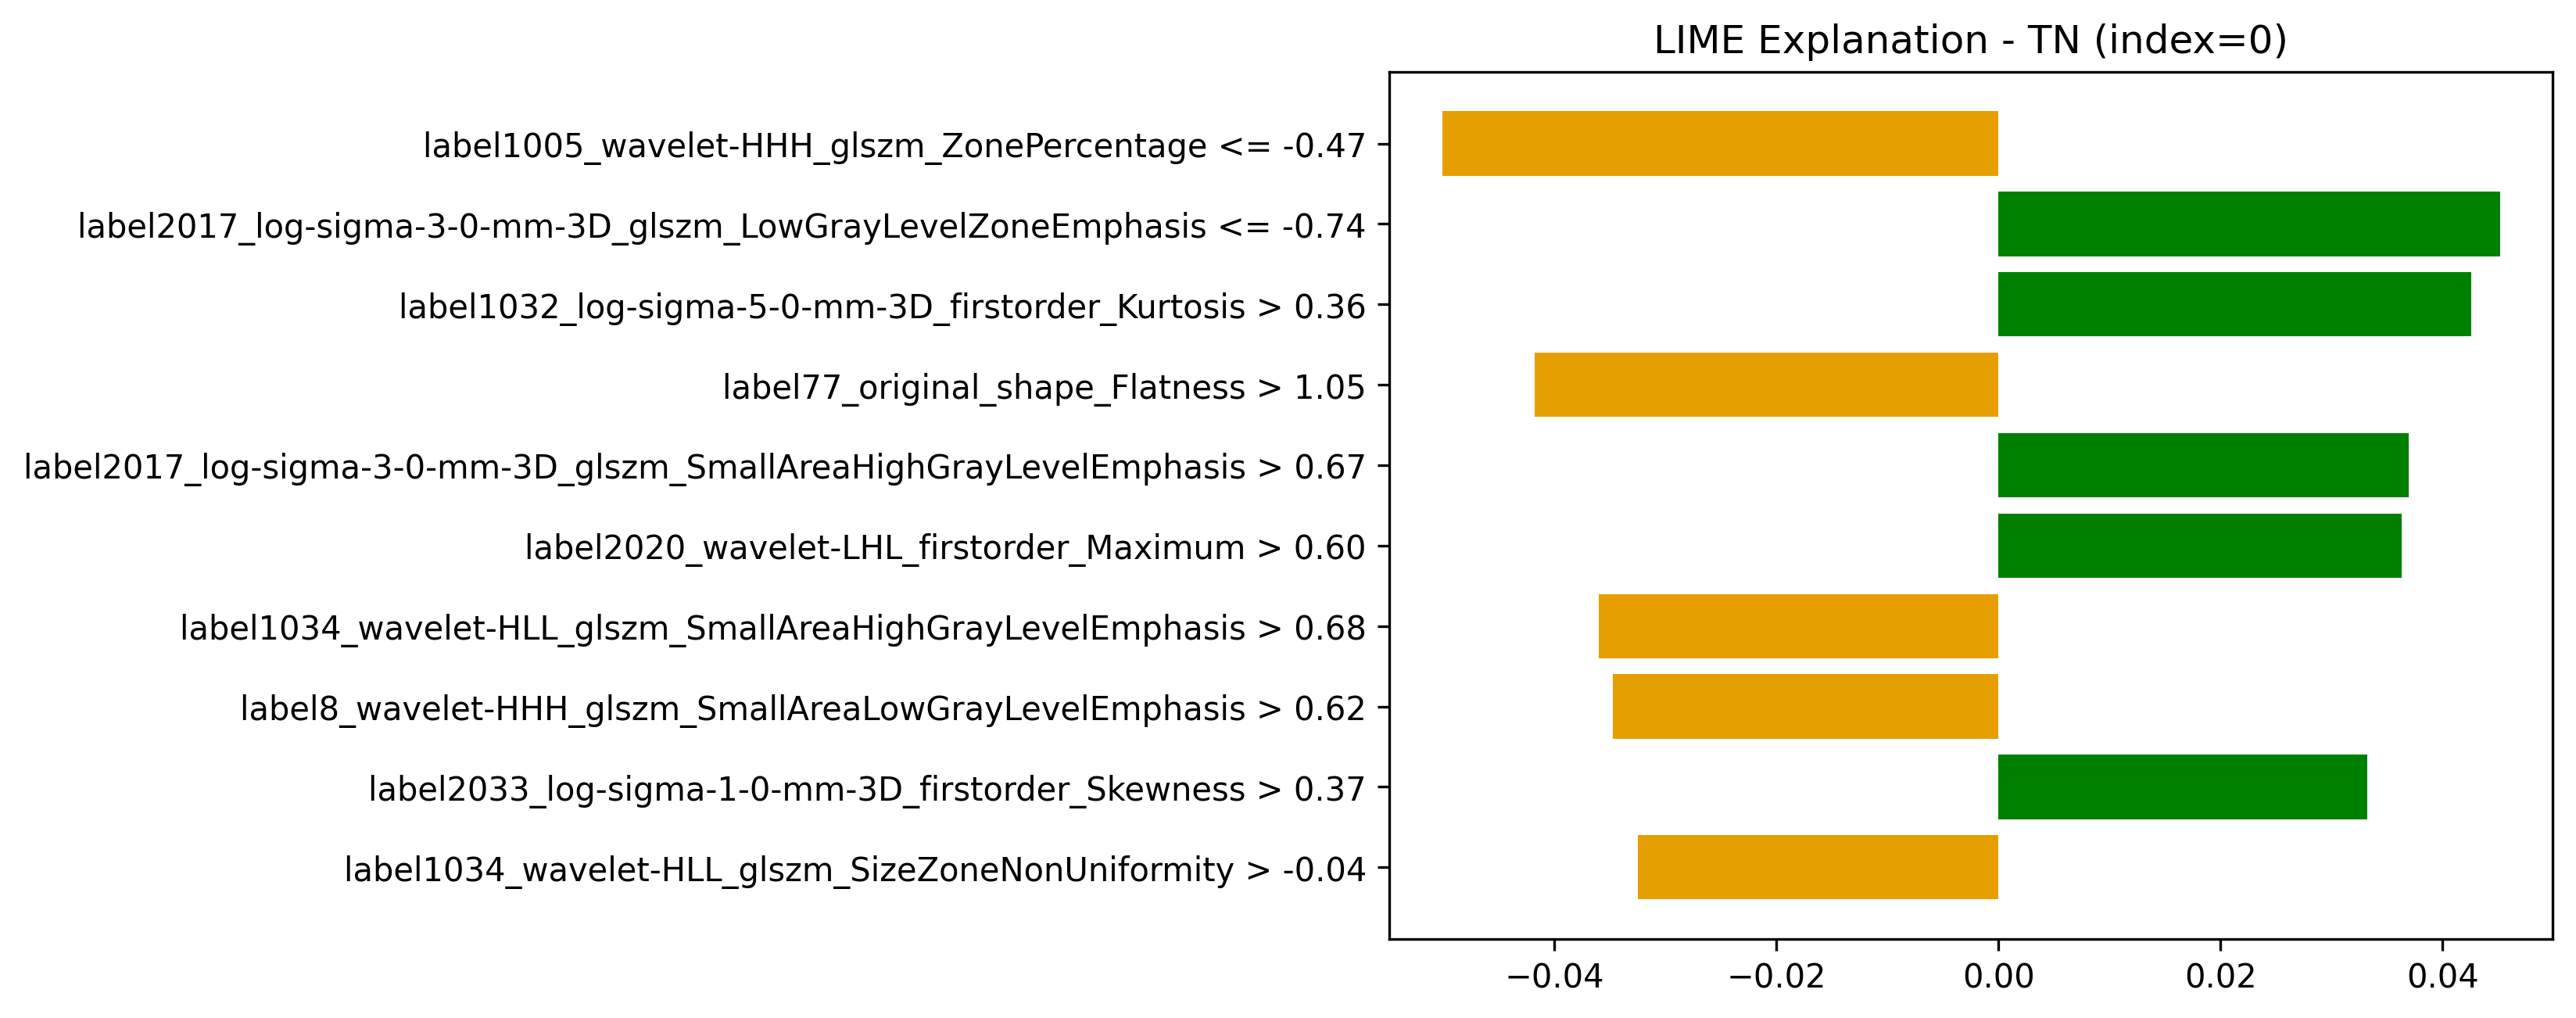 LIME Explanation - TN (index=0)
label1005_wavelet-HHH_glszm_ZonePercentage <= -0.47
label2017_log-sigma-3-0-mm-3D_glszm_LowGrayLevelZoneEmphasis <= -0.74
label1032_log-sigma-5-0-mm-3D_firstorder_Kurtosis > 0.36
label77_original_shape_Flatness > 1.05
label2017_log-sigma-3-0-mm-3D_glszm_SmallAreaHighGrayLevelEmphasis > 0.67
label2020_wavelet-LHL_firstorder_Maximum > 0.60
label1034_wavelet-HLL_glszm_SmallAreaHighGrayLevelEmphasis > 0.68
label8_wavelet-HHH_glszm_SmallAreaLowGrayLevelEmphasis > 0.62
label2033_log-sigma-1-0-mm-3D_firstorder_Skewness > 0.37
label1034_wavelet-HLL_glszm_SizeZoneNonUniformity > -0.04
−0.04 −0.02 0.00 0.02 0.04